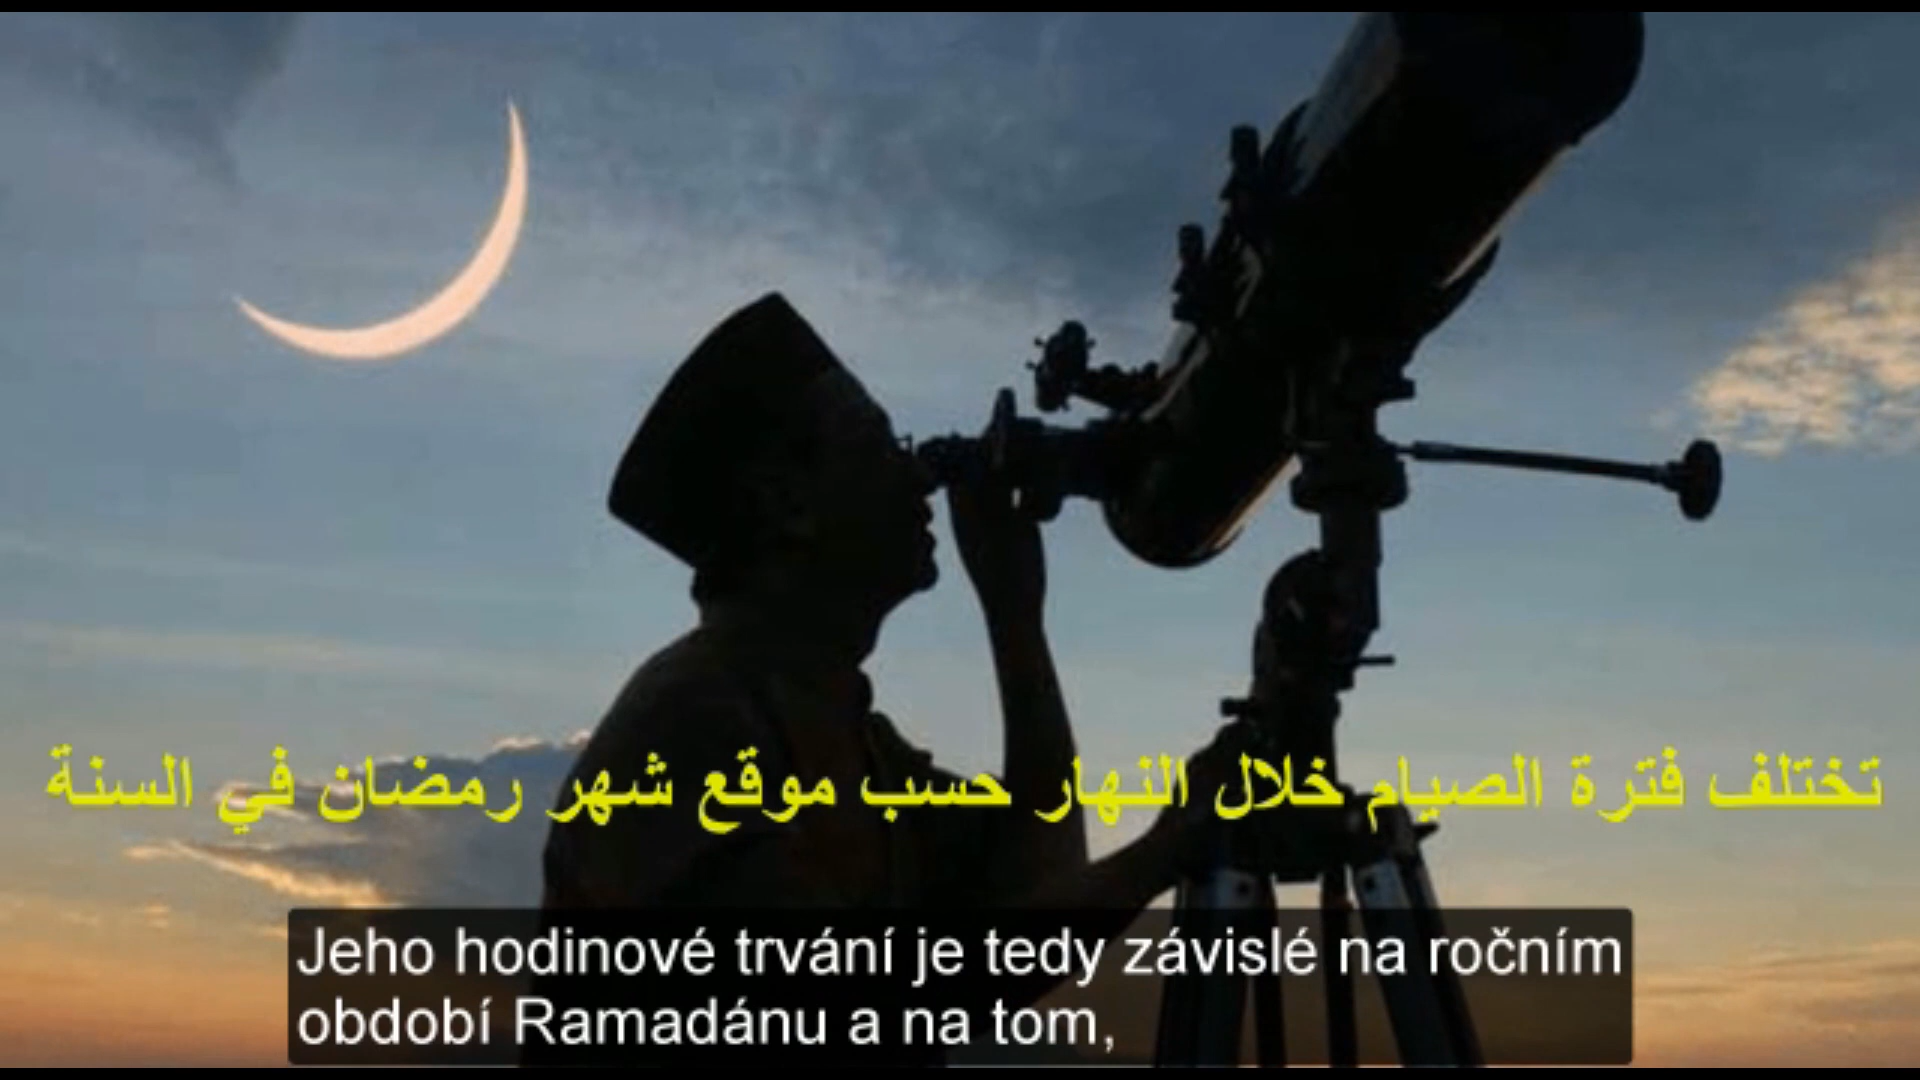 تختلف فترة الصيام خلال النهار حسب موقع شهر رمضان في السنة
Jeho hodinové trvání je tedy závislé na ročním
období Ramadánu a na tom,